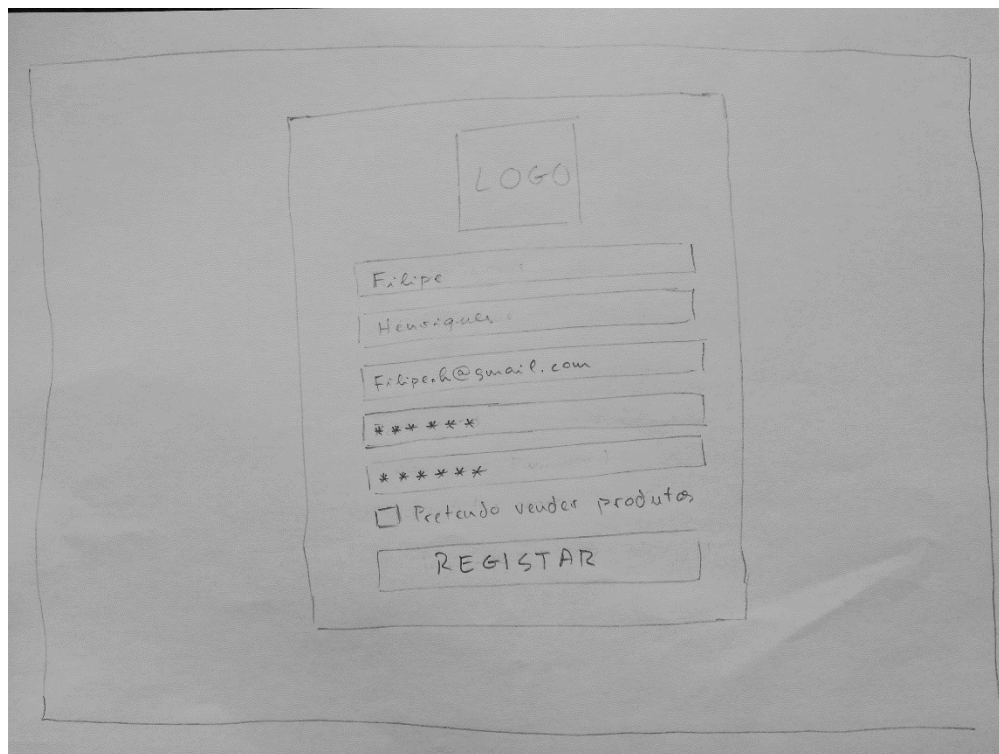 LOGO
Filipe
Henriques
Filipe.h@gmail.com
******
******
Pretendo vender produtos
REGISTAR